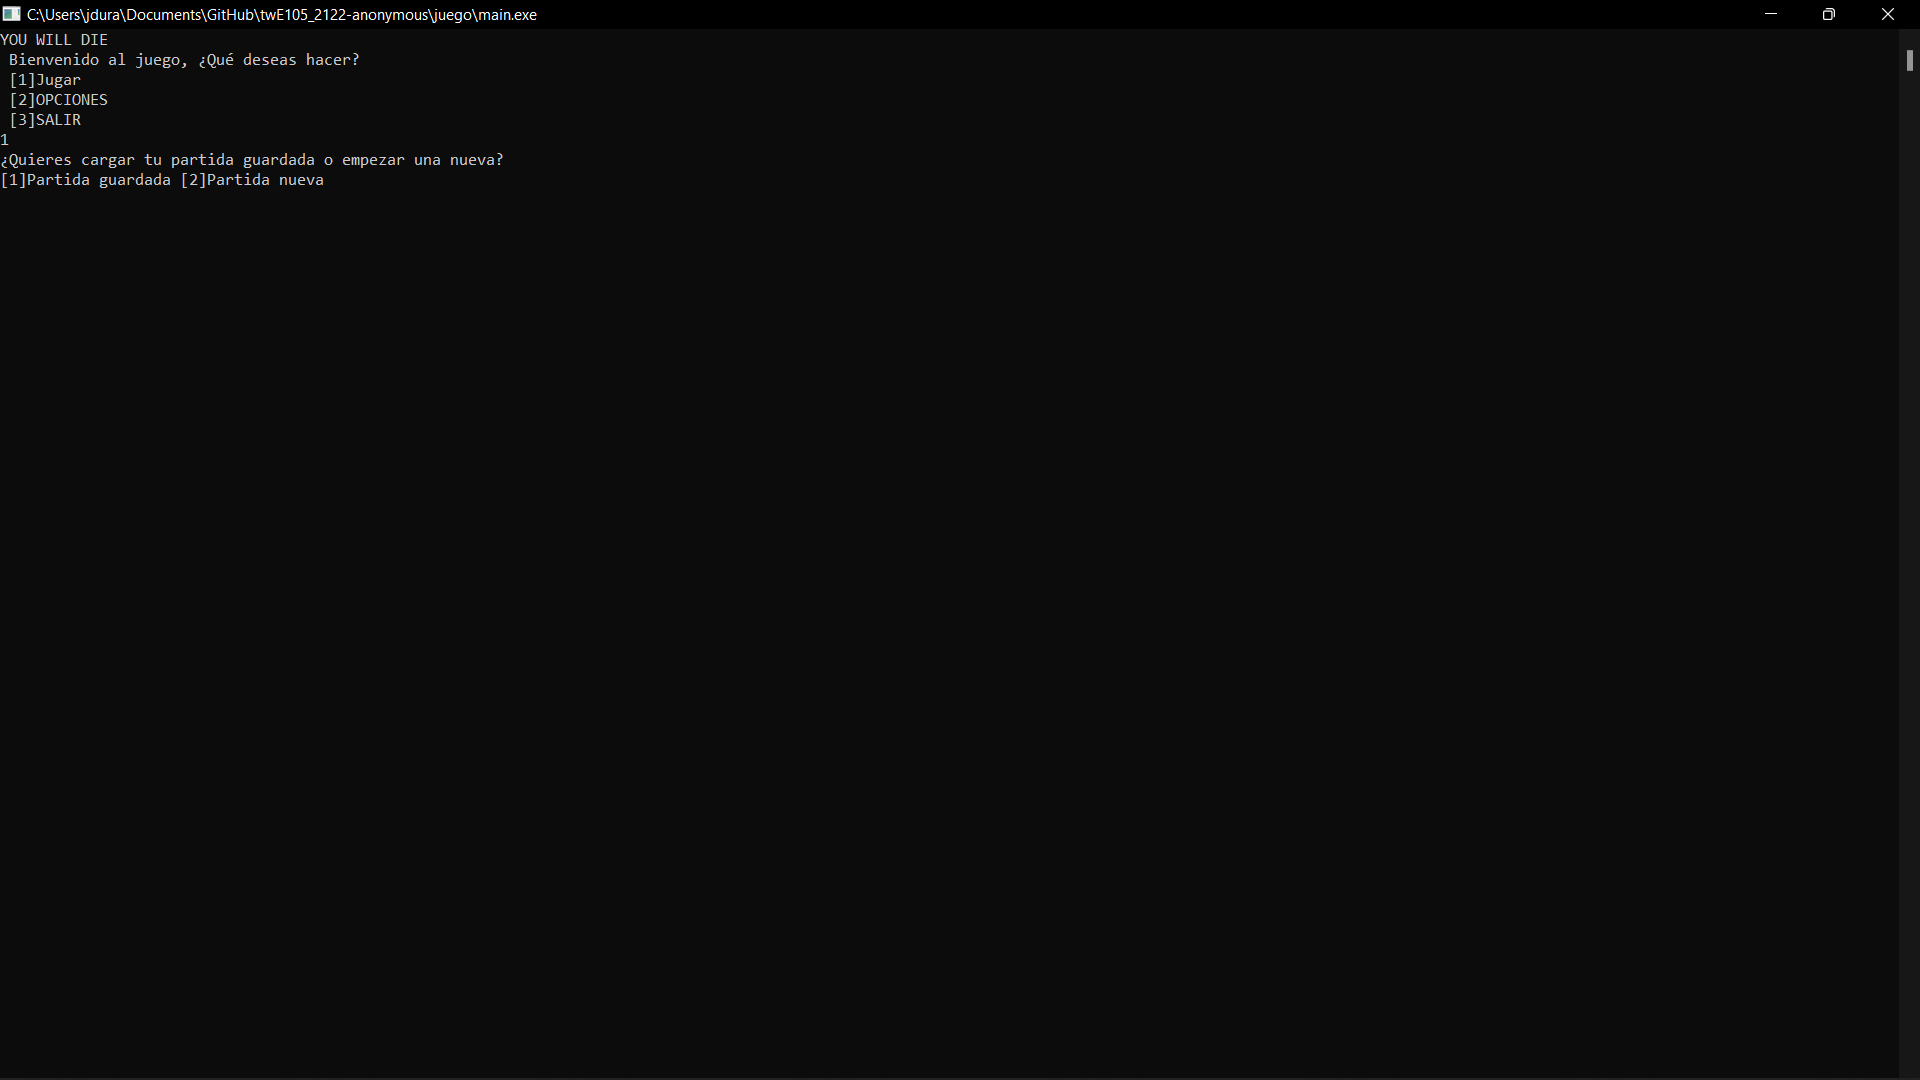 C:\Users\jdura\Documents\GitHub\twE105_2122-anonymous\juego\main.exe
YOU WILL DIE
Bienvenido al juego, ¿Qué deseas hacer?
[1]Jugar
[2]OPCIONES
[3]SALIR
1
¿Quieres cargar tu partida guardada o empezar una nueva?
[1]Partida guardada [2]Partida nueva